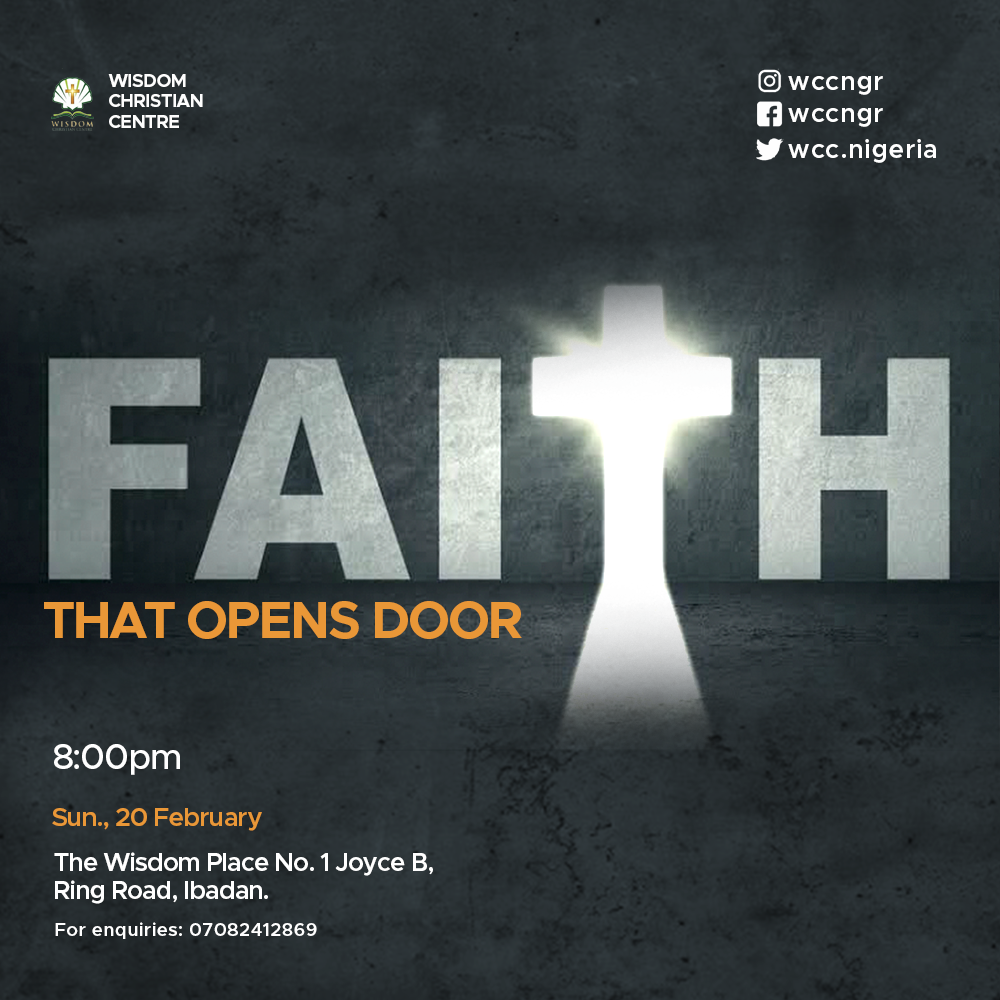 WISDOM
CHRISTIAN
CENTRE
WISDOM
wccngr
wccngr
wcc.nigeria
FAITH
THAT OPENS DOOR
8:00pm
Sun., 20 February
The Wisdom Place No. 1 Joyce B,
Ring Road, Ibadan.
For enquiries: 07082412869